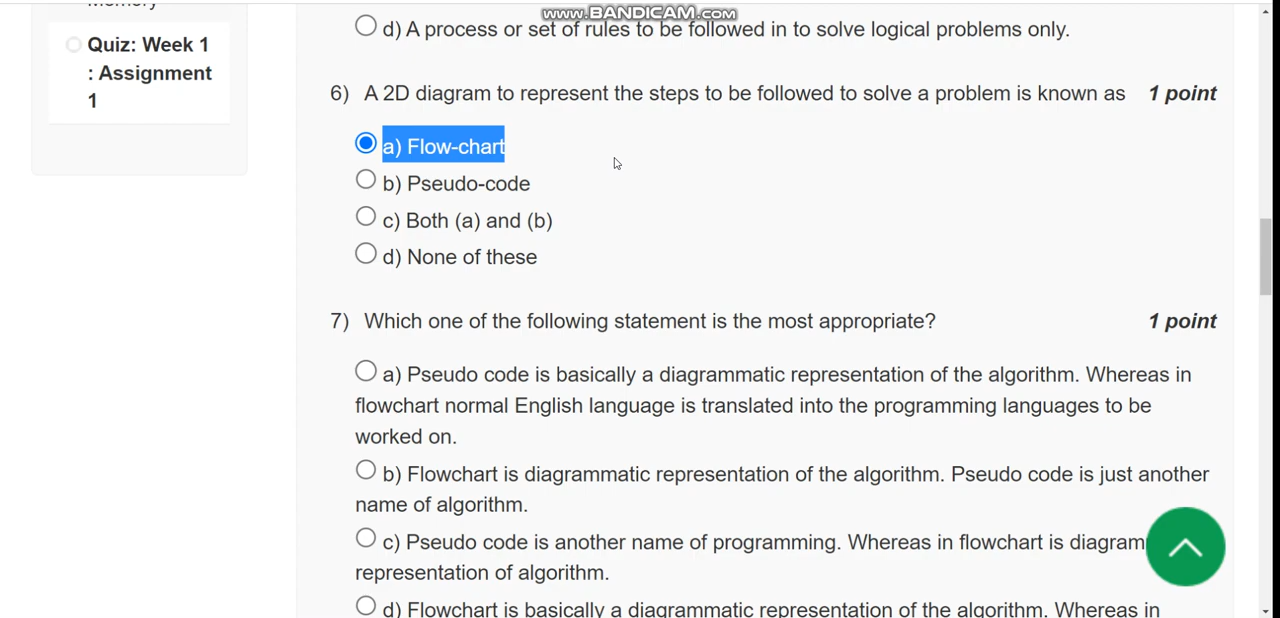 www.BANDICAM.com
Quiz: Week 1
: Assignment
1
d) A process or set of rules to be followed in to solve logical problems only.
6) A 2D diagram to represent the steps to be followed to solve a problem is known as 1 point
a) Flow-chart
b) Pseudo-code
c) Both (a) and (b)
d) None of these
7) Which one of the following statement is the most appropriate? 1 point
a) Pseudo code is basically a diagrammatic representation of the algorithm. Whereas in
flowchart normal English language is translated into the programming languages to be
worked on.
b) Flowchart is diagrammatic representation of the algorithm. Pseudo code is just another
name of algorithm.
c) Pseudo code is another name of programming. Whereas in flowchart is diagram
representation of algorithm.
d) Flowchart is basically a diagrammatic representation of the algorithm. Whereas in